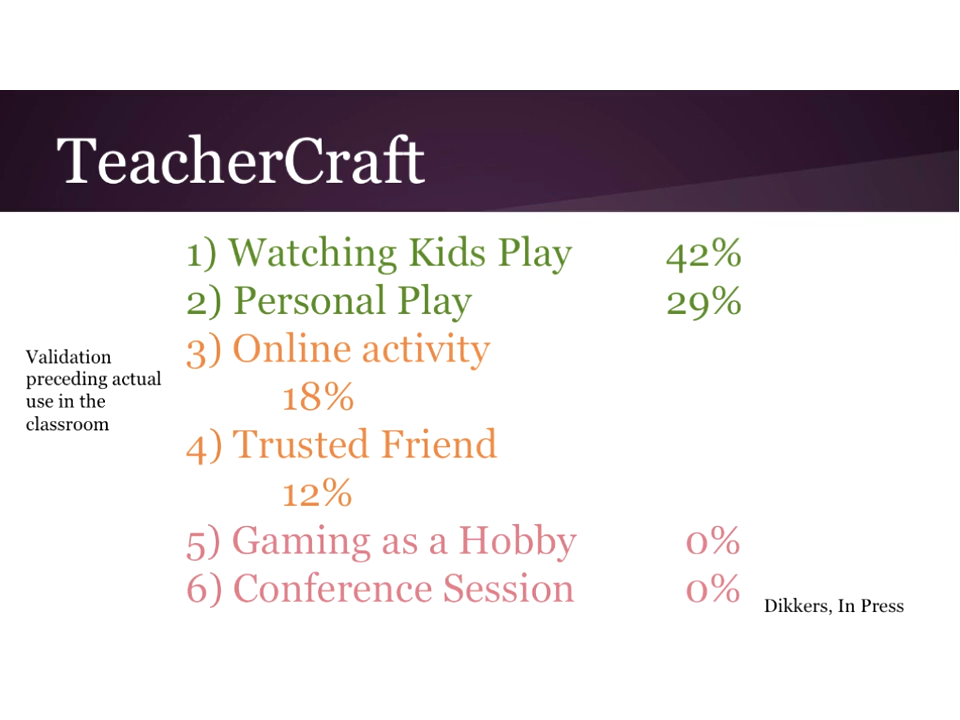 TeacherCraft
1) Watching Kids Play 42%
2) Personal Play 29%
3) Online activity
18%
4) Trusted Friend
12%
5) Gaming as a Hobby 0%
6) Conference Session 0%
Validation
preceding actual
use in the
classroom
Dikkers, In Press